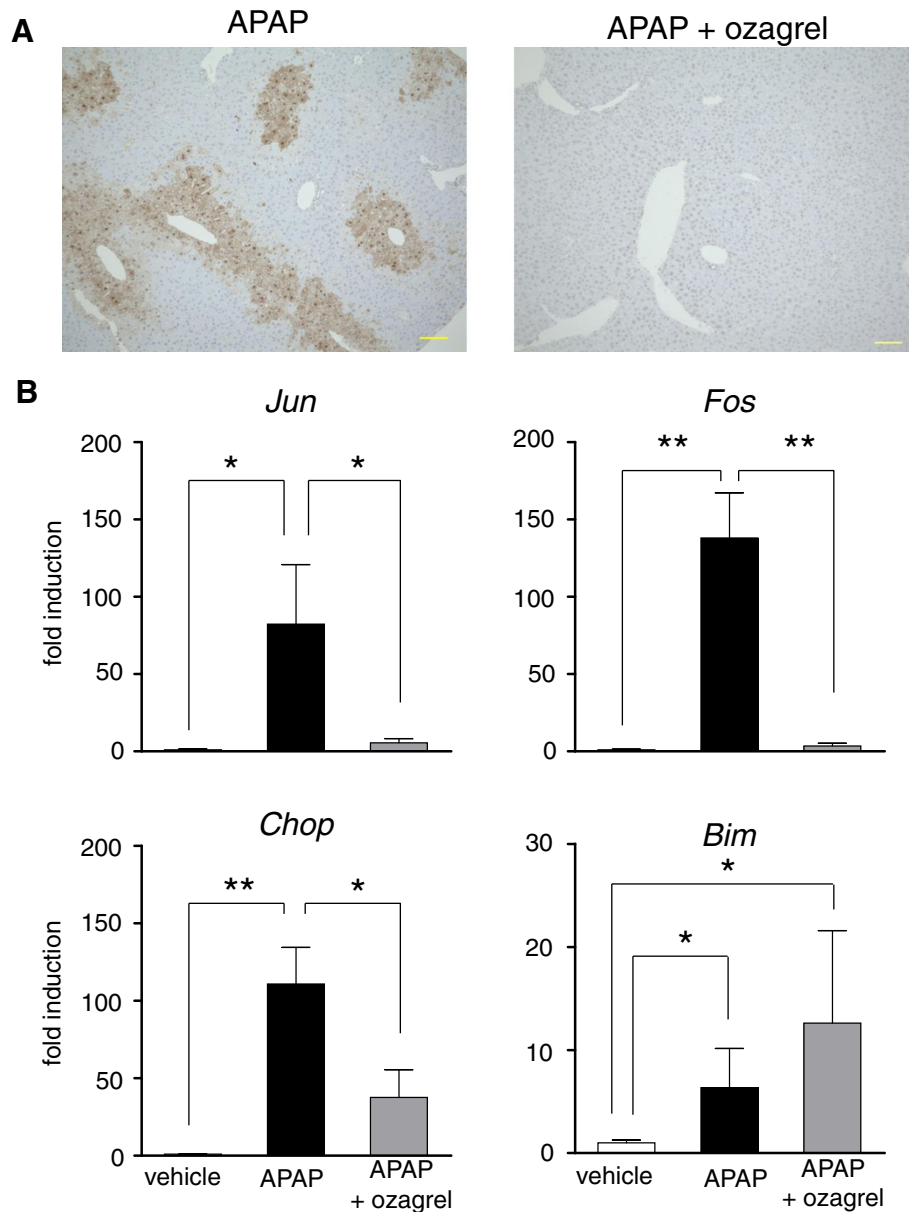 A
APAP
APAP + ozagrel
B
Jun
200
150
100
50
0
fold induction
*
*
Fos
200
150
100
50
0
**
**
Chop
200
150
100
50
0
fold induction
**
*
vehicle
APAP
APAP
+ ozagrel
Bim
30
20
10
0
*
*
vehicle
APAP
APAP
+ ozagrel